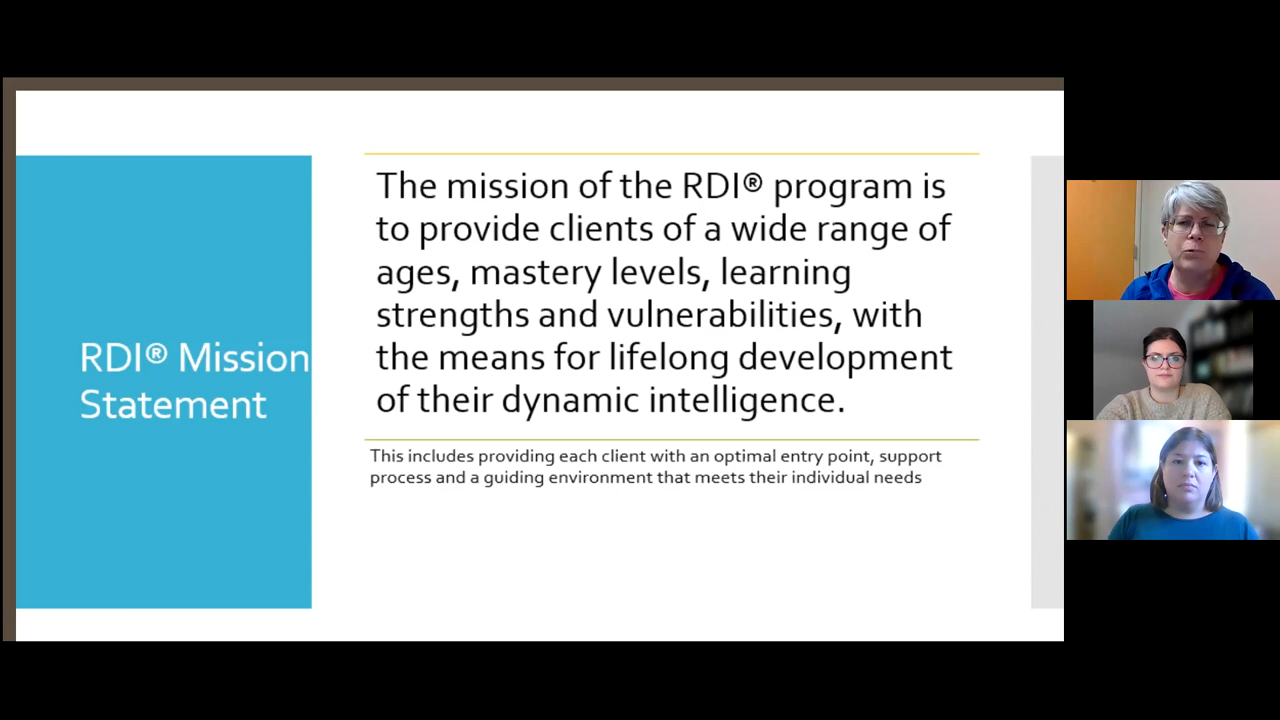 RDI® Mission
Statement
The mission of the RDI® program is
to provide clients of a wide range of
ages, mastery levels, learning
strengths and vulnerabilities, with
the means for lifelong development
of their dynamic intelligence.
This includes providing each client with an optimal entry point, support
process and a guiding environment that meets their individual needs